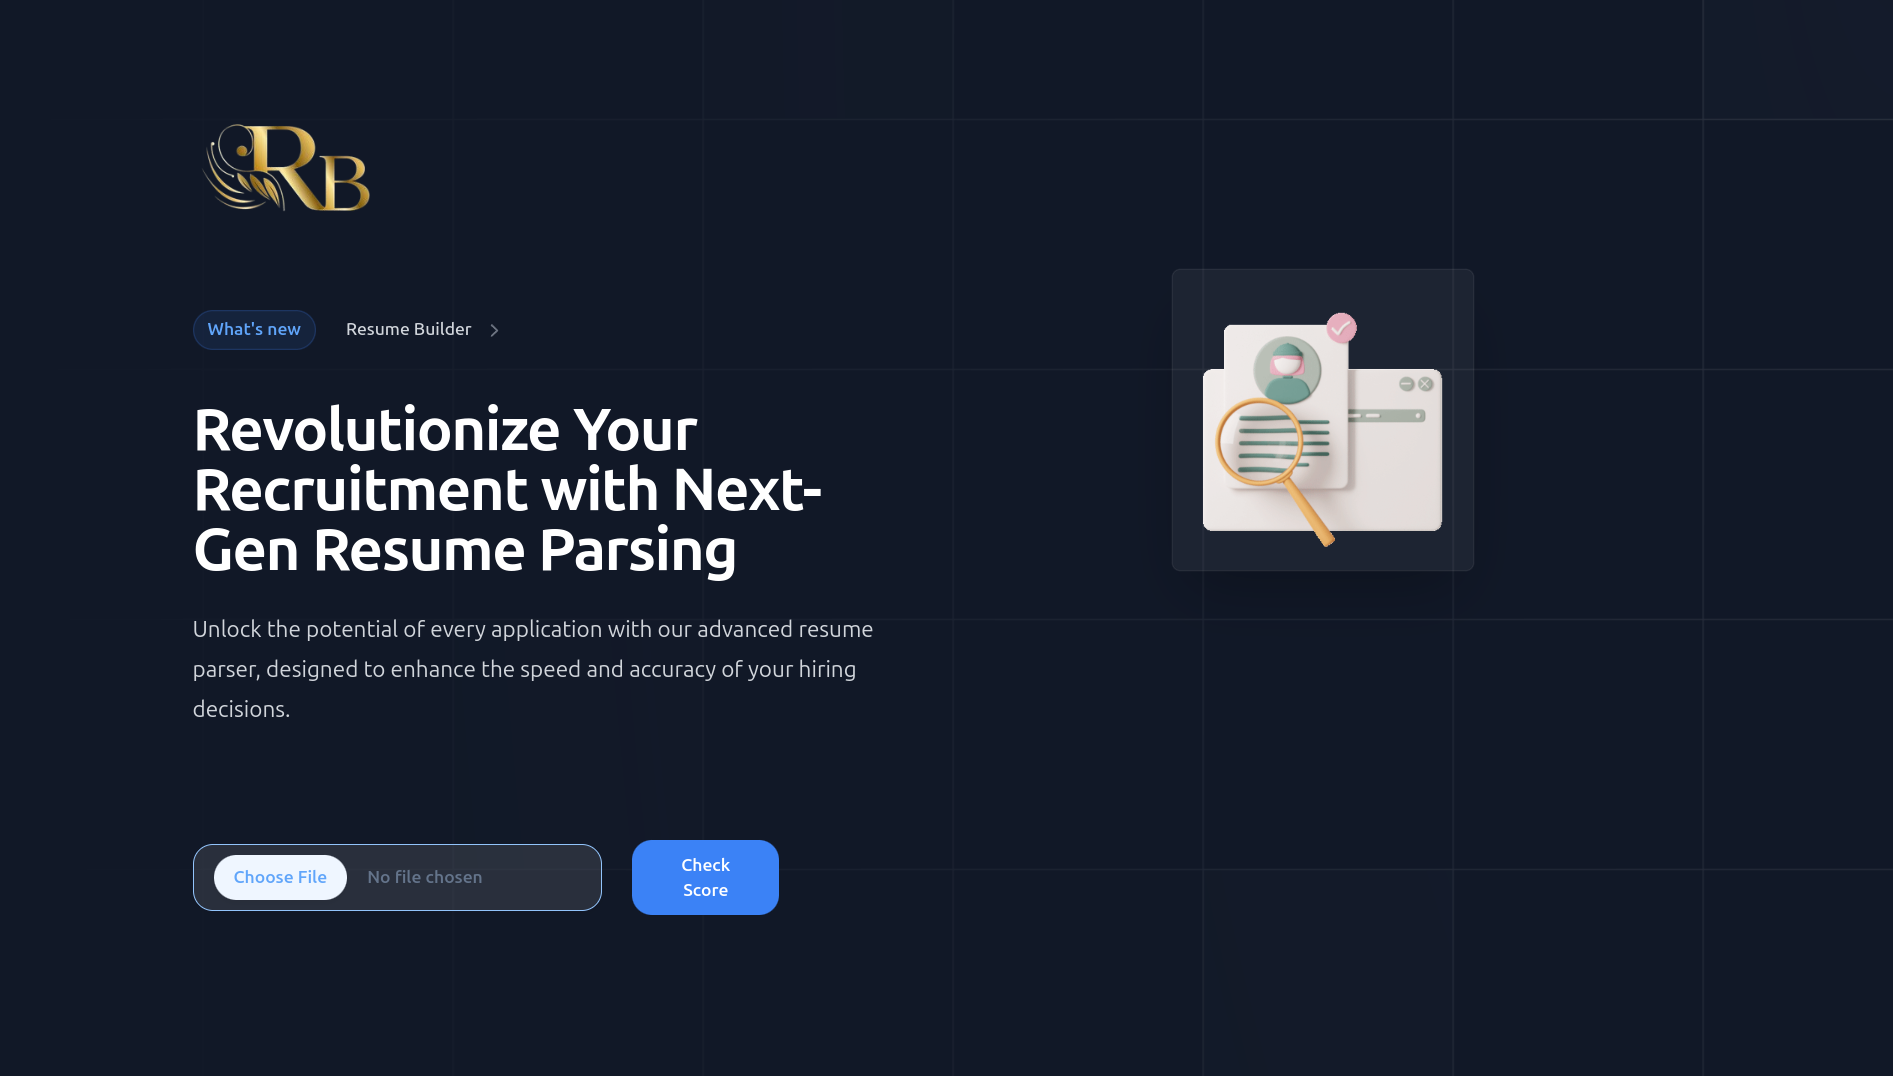 RB
What's new
Resume Builder
Revolutionize Your
Recruitment with Next-
Gen Resume Parsing
Unlock the potential of every application with our advanced resume
parser, designed to enhance the speed and accuracy of your hiring
decisions.
Choose File
No file chosen
Check
Score